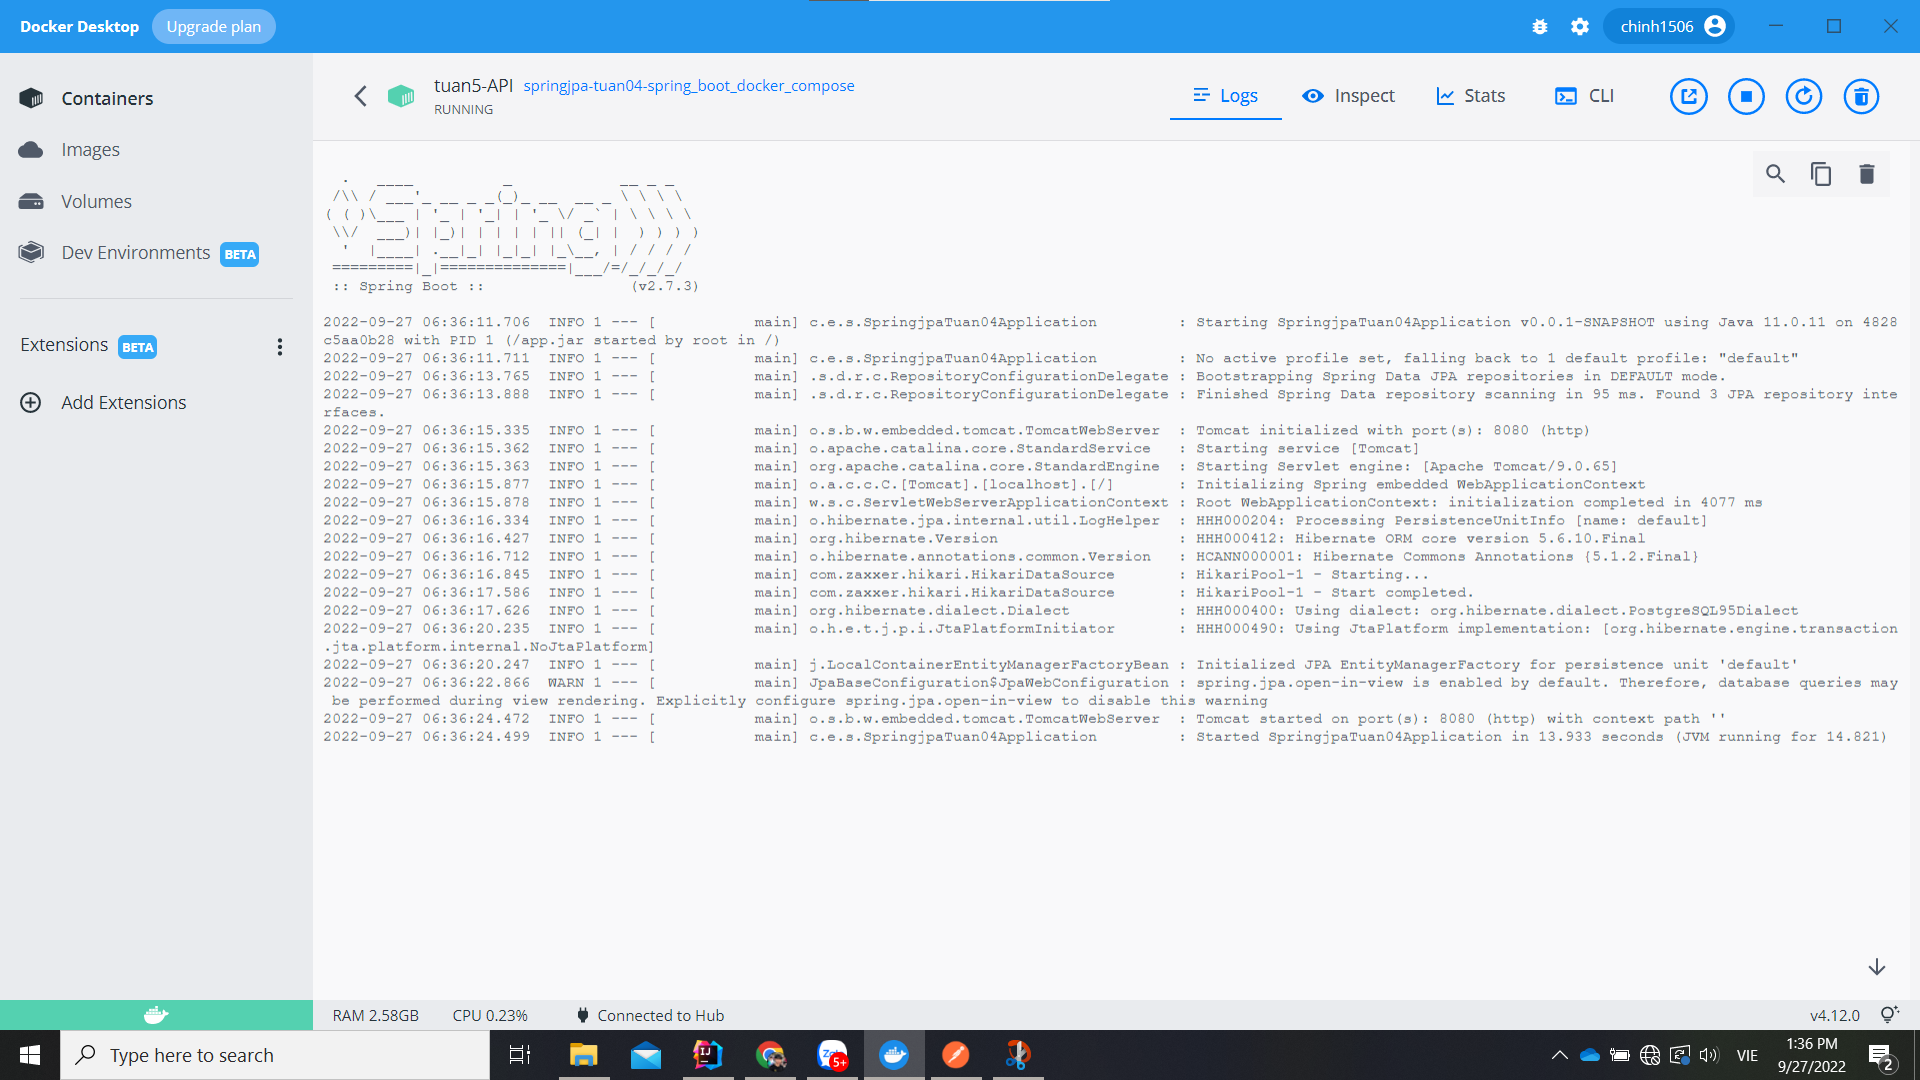 Docker Desktop Upgrade plan chinh1506
Containers
Images
Volumes
Dev Environments BETA
Extensions BETA
Add Extensions
tuan5-API springjpa-tuan04-spring_boot_docker_compose
RUNNING
Logs Inspect Stats CLI
  .   ____          _            __ _ _
 /\\ / ___'_ __ _ _(_)_ __  __ _ \ \ \ \
( ( )\___ | '_ | '_| | '_ \/ _` | \ \ \ \
 \\/  ___)| |_)| | | | | || (_| |  ) ) ) )
  '  |____| .__|_| |_|_| |_\__, | / / / /
 =========|_|==============|___/=/_/_/_/
 :: Spring Boot ::                (v2.7.3)
2022-09-27 06:36:11.706  INFO 1 --- [           main] c.e.s.SpringjpaTuan04Application         : Starting SpringjpaTuan04Application v0.0.1-SNAPSHOT using Java 11.0.11 on 4828
c5aa0b28 with PID 1 (/app.jar started by root in /)
2022-09-27 06:36:11.711  INFO 1 --- [           main] c.e.s.SpringjpaTuan04Application         : No active profile set, falling back to 1 default profile: "default"
2022-09-27 06:36:13.765  INFO 1 --- [           main] .s.d.r.c.RepositoryConfigurationDelegate : Bootstrapping Spring Data JPA repositories in DEFAULT mode.
2022-09-27 06:36:13.888  INFO 1 --- [           main] .s.d.r.c.RepositoryConfigurationDelegate : Finished Spring Data repository scanning in 95 ms. Found 3 JPA repository inte
rfaces.
2022-09-27 06:36:15.335  INFO 1 --- [           main] o.s.b.w.embedded.tomcat.TomcatWebServer  : Tomcat initialized with port(s): 8080 (http)
2022-09-27 06:36:15.362  INFO 1 --- [           main] o.apache.catalina.core.StandardService   : Starting service [Tomcat]
2022-09-27 06:36:15.363  INFO 1 --- [           main] org.apache.catalina.core.StandardEngine  : Starting Servlet engine: [Apache Tomcat/9.0.65]
2022-09-27 06:36:15.877  INFO 1 --- [           main] o.a.c.c.C.[Tomcat].[localhost].[/]       : Initializing Spring embedded WebApplicationContext
2022-09-27 06:36:15.878  INFO 1 --- [           main] w.s.c.ServletWebServerApplicationContext : Root WebApplicationContext: initialization completed in 4077 ms
2022-09-27 06:36:16.334  INFO 1 --- [           main] o.hibernate.jpa.internal.util.LogHelper  : HHH000204: Processing PersistenceUnitInfo [name: default]
2022-09-27 06:36:16.427  INFO 1 --- [           main] org.hibernate.Version                    : HHH000412: Hibernate ORM core version 5.6.10.Final
2022-09-27 06:36:16.712  INFO 1 --- [           main] o.hibernate.annotations.common.Version   : HCANN000001: Hibernate Commons Annotations {5.1.2.Final}
2022-09-27 06:36:16.845  INFO 1 --- [           main] com.zaxxer.hikari.HikariDataSource       : HikariPool-1 - Starting...
2022-09-27 06:36:17.586  INFO 1 --- [           main] com.zaxxer.hikari.HikariDataSource       : HikariPool-1 - Start completed.
2022-09-27 06:36:17.626  INFO 1 --- [           main] org.hibernate.dialect.Dialect            : HHH000400: Using dialect: org.hibernate.dialect.PostgreSQL95Dialect
2022-09-27 06:36:20.235  INFO 1 --- [           main] o.h.e.t.j.p.i.JtaPlatformInitiator       : HHH000490: Using JtaPlatform implementation: [org.hibernate.engine.transaction
.jta.platform.internal.NoJtaPlatform]
2022-09-27 06:36:20.247  INFO 1 --- [           main] j.LocalContainerEntityManagerFactoryBean : Initialized JPA EntityManagerFactory for persistence unit 'default'
2022-09-27 06:36:22.866  WARN 1 --- [           main] JpaBaseConfiguration$JpaWebConfiguration : spring.jpa.open-in-view is enabled by default. Therefore, database queries may
 be performed during view rendering. Explicitly configure spring.jpa.open-in-view to disable this warning
2022-09-27 06:36:24.472  INFO 1 --- [           main] o.s.b.w.embedded.tomcat.TomcatWebServer  : Tomcat started on port(s): 8080 (http) with context path ''
2022-09-27 06:36:24.499  INFO 1 --- [           main] c.e.s.SpringjpaTuan04Application         : Started SpringjpaTuan04Application in 13.933 seconds (JVM running for 14.821)
RAM 2.58GB CPU 0.23% Connected to Hub v4.12.0
Type here to search
IJ
5+
VIE
1:36 PM
9/27/2022
2